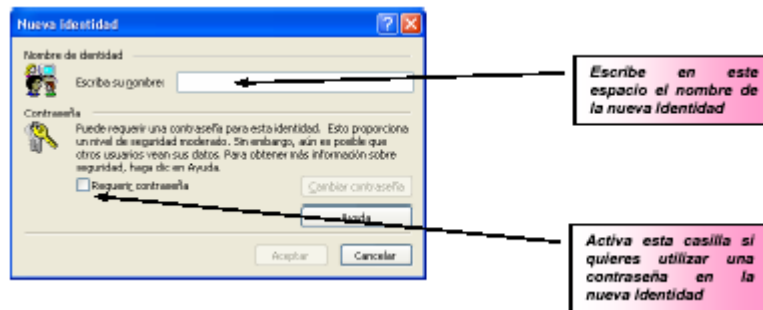 Nueva identidad
Nombre de identidad
Escriba su nombre:
Escribe en este
espacio el nombre de
la nueva Identidad
Contraseña
Puede requerir una contraseña para esta identidad. Esto proporciona
un nivel de seguridad moderado. Sin embargo, aún es posible que
otros usuarios vean sus datos. Para obtener más información sobre
seguridad, haga clic en Ayuda.
Requerir contraseña
Cambiar contraseña
Ayuda
Aceptar
Cancelar
Activa esta casilla si
quieres utilizar una
contraseña en la
nueva Identidad